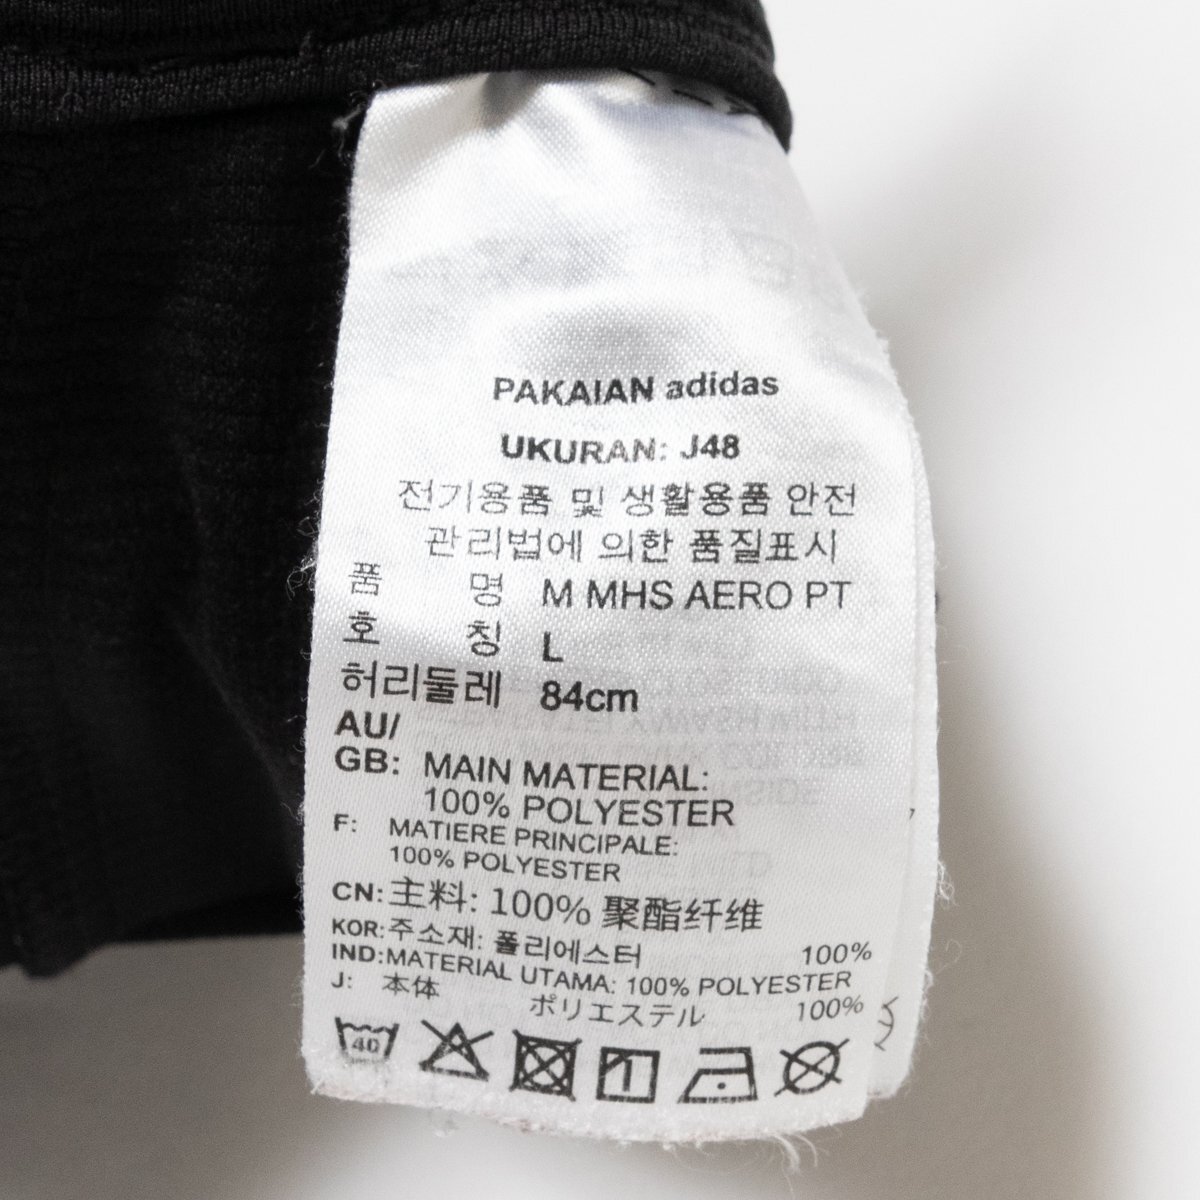 PAKAIAN adidas
UKURAN: J48
전기용품 및 생활용품 안전
관리법에 의한 품질표시
품 명 M MHS AERO PT
호 칭 L
허리둘레 84cm
AU/
GB: MAIN MATERIAL:
100% POLYESTER
F: MATIERE PRINCIPALE:
100% POLYESTER
CN: 主料: 100% 聚酯纤维
KOR: 주소재: 폴리에스터 100%
IND: MATERIAL UTAMA: 100% POLYESTER
J: 本体 ポリエステル 100%
40